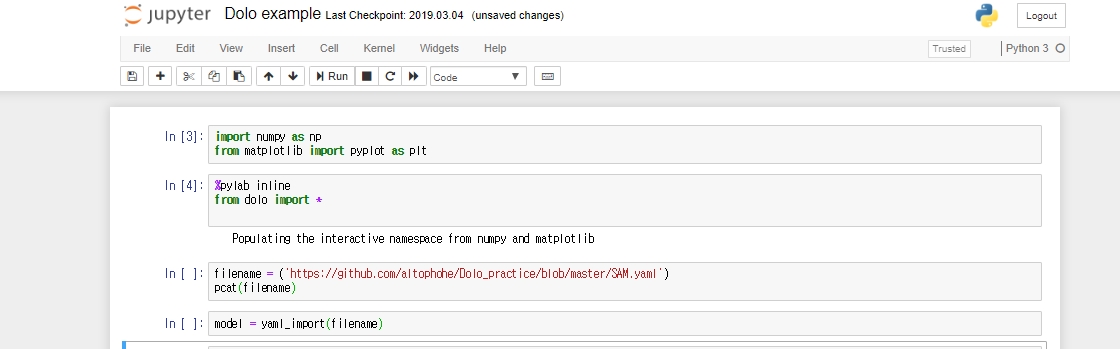 jupyter Dolo example Last Checkpoint: 2019.03.04 (unsaved changes) Logout
File Edit View Insert Cell Kernel Widgets Help Trusted Python 3
Run Code
In [3]: import numpy as np
from matplotlib import pyplot as plt
In [4]: %pylab inline
from dolo import *
Populating the interactive namespace from numpy and matplotlib
In [ ]: filename = ('https://github.com/altophohe/Dolo_practice/blob/master/SAM.yaml')
pcat(filename)
In [ ]: model = yaml_import(filename)